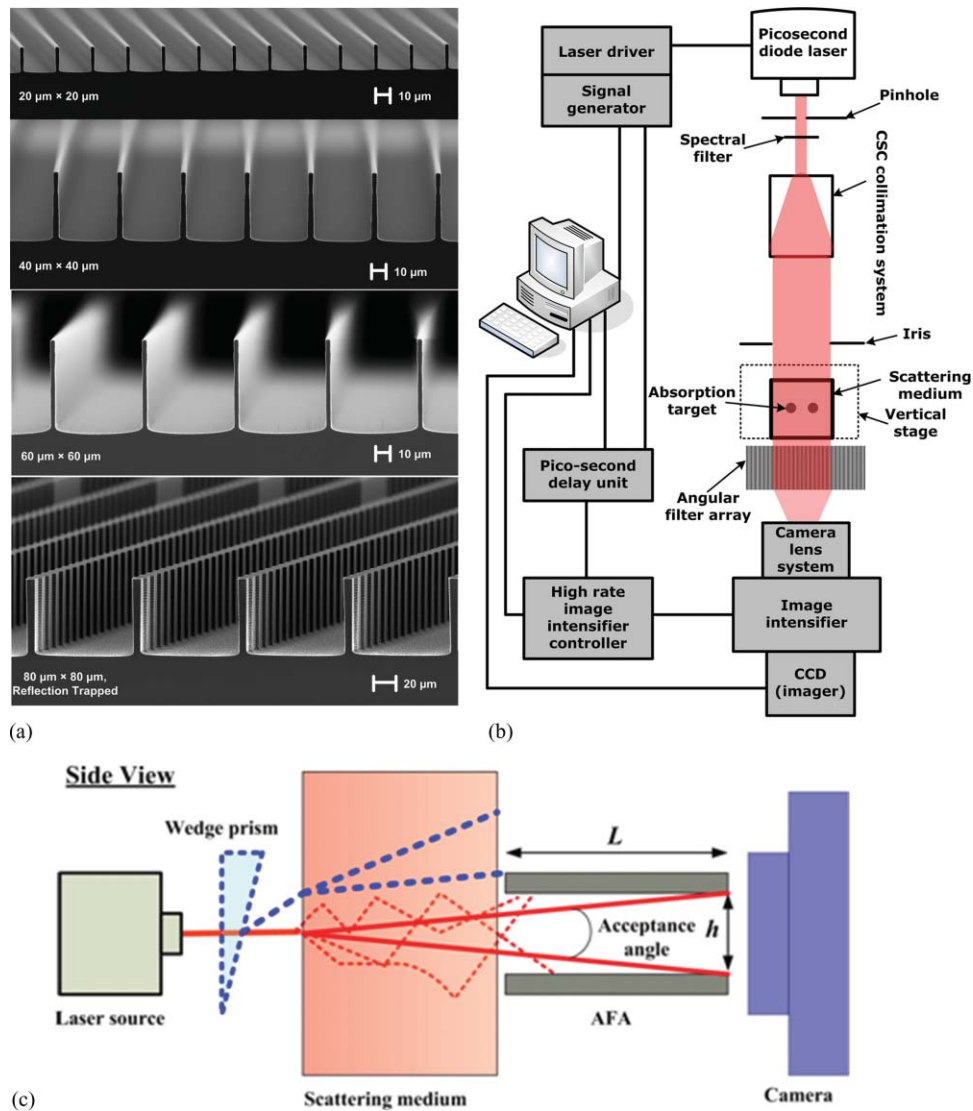 20 µm × 20 µm
10 µm
40 µm × 40 µm
10 µm
60 µm × 60 µm
10 µm
80 µm × 80 µm,
Reflection Trapped
20 µm
(a)
Laser driver
Signal
generator
Picosecond
diode laser
Pinhole
Spectral
filter
CSC collimation
system
Iris
Absorption
target
Scattering
medium
Vertical
stage
Pico-second
delay unit
Angular
filter array
Camera
lens
system
High rate
image
intensifier
controller
Image
intensifier
CCD
(imager)
(b)
Side View
Wedge prism
L
Acceptance
angle
h
Laser source
AFA
Scattering medium
Camera
(c)